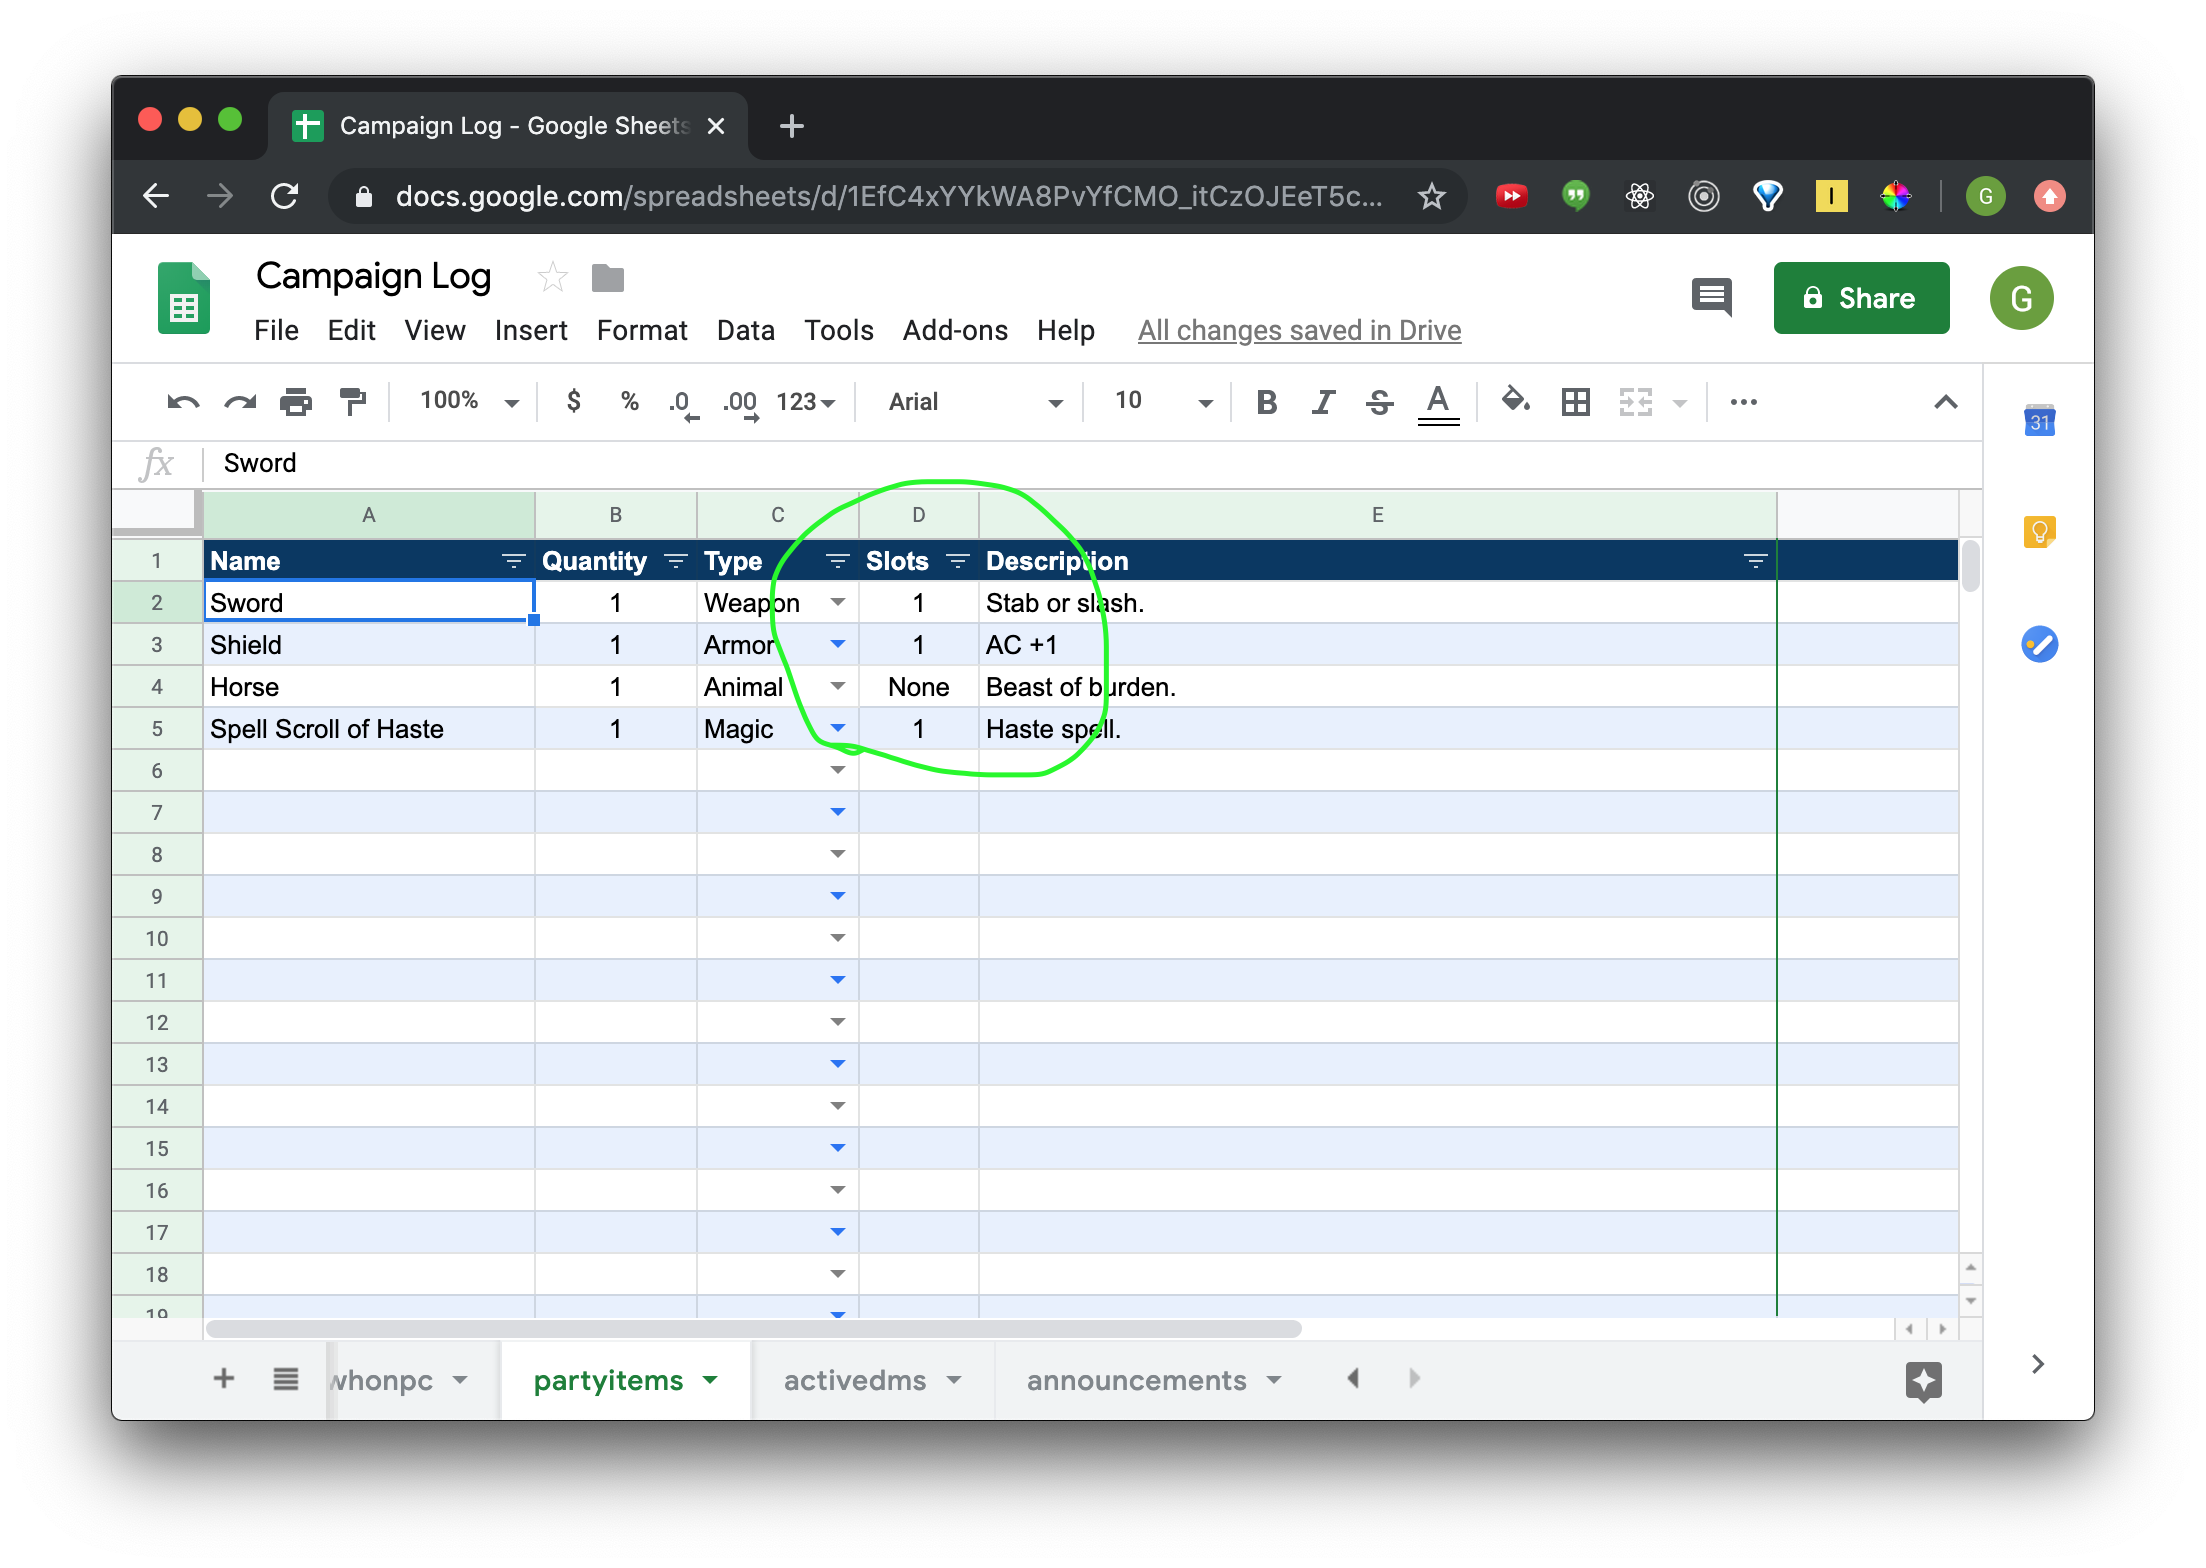 Campaign Log - Google Sheets
docs.google.com/spreadsheets/d/1EfC4xYYkWA8PvYfCMO_itCzOJEeT5c...
G
Campaign Log
File Edit View Insert Format Data Tools Add-ons Help All changes saved in Drive
Share
G
100% $ % .0 .00 123 Arial 10 B I S A
31
fx Sword
A B C D E
1 Name Quantity Type Slots Description
2 Sword 1 Weapon 1 Stab or slash.
3 Shield 1 Armor 1 AC +1
4 Horse 1 Animal None Beast of burden.
5 Spell Scroll of Haste 1 Magic 1 Haste spell.
6
7
8
9
10
11
12
13
14
15
16
17
18
19
whonpc partyitems activedms announcements